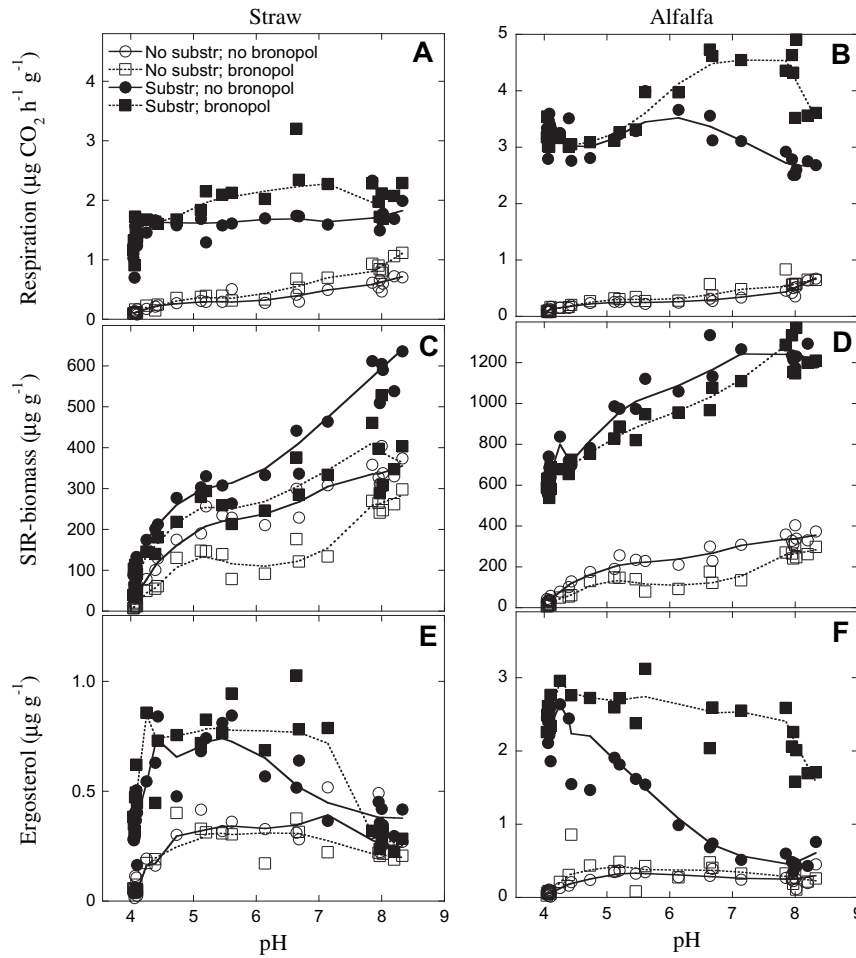 Straw
Alfalfa
A
B
No substr; no bronopol
No substr; bronopol
Substr; no bronopol
Substr; bronopol
Respiration (µg CO₂ h⁻¹ g⁻¹)
4
3
2
1
0
5
4
3
2
1
0
C
D
SIR-biomass (µg g⁻¹)
600
500
400
300
200
100
0
1200
1000
800
600
400
200
0
E
F
Ergosterol (µg g⁻¹)
1.0
0.5
0.0
3
2
1
0
4 5 6 7 8 9
4 5 6 7 8 9
pH
pH